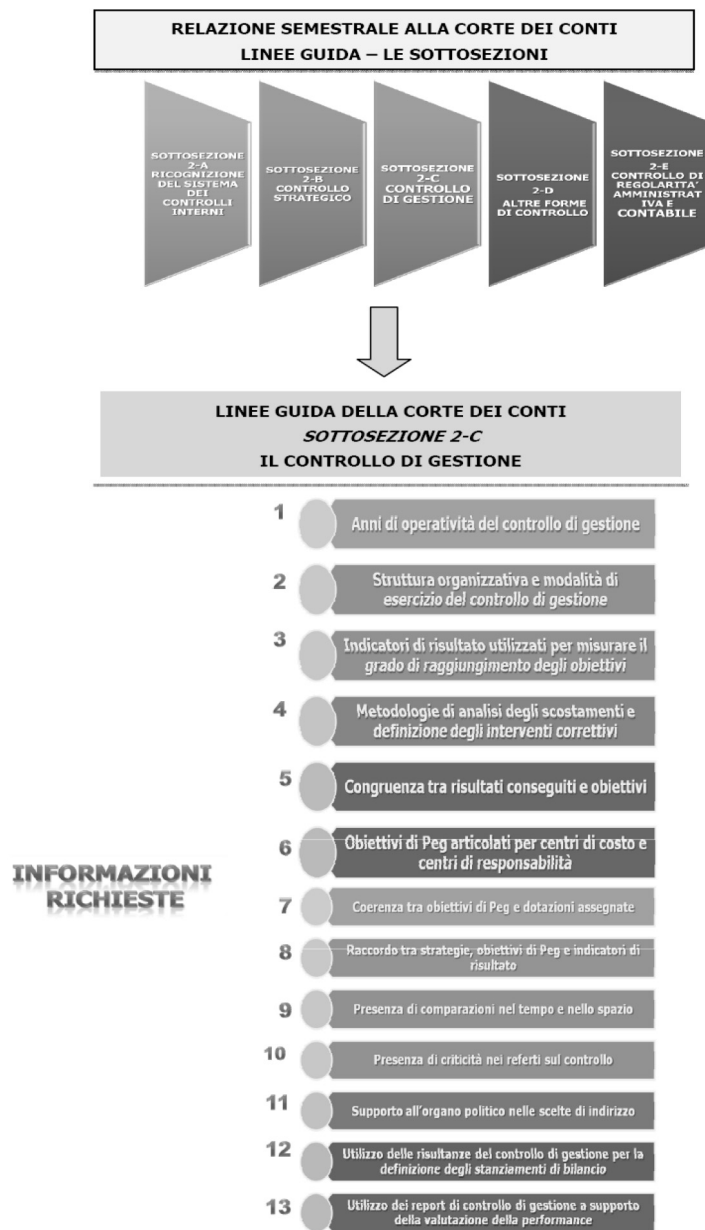 RELAZIONE SEMESTRALE ALLA CORTE DEI CONTI
LINEE GUIDA – LE SOTTOSEZIONI
SOTTOSEZIONE
2-A
RICOGNIZIONE
DEL SISTEMA
DEI
CONTROLLI
INTERNI
SOTTOSEZIONE
2-B
CONTROLLO
STRATEGICO
SOTTOSEZIONE
2-C
CONTROLLO
DI GESTIONE
SOTTOSEZIONE
2-D
ALTRE FORME
DI CONTROLLO
SOTTOSEZIONE
2-E
CONTROLLO DI
REGOLARITA'
AMMINISTRAT
IVA E
CONTABILE
LINEE GUIDA DELLA CORTE DEI CONTI
SOTTOSEZIONE 2-C
IL CONTROLLO DI GESTIONE
INFORMAZIONI
RICHIESTE
1
Anni di operatività del controllo di gestione
2
Struttura organizzativa e modalità di
esercizio del controllo di gestione
3
Indicatori di risultato utilizzati per misurare il
grado di raggiungimento degli obiettivi
4
Metodologie di analisi degli scostamenti e
definizione degli interventi correttivi
5
Congruenza tra risultati conseguiti e obiettivi
6
Obiettivi di Peg articolati per centri di costo e
centri di responsabilità
7
Coerenza tra obiettivi di Peg e dotazioni assegnate
8
Raccordo tra strategie, obiettivi di Peg e indicatori di
risultato
9
Presenza di comparazioni nel tempo e nello spazio
10
Presenza di criticità nei referti sul controllo
11
Supporto all'organo politico nelle scelte di indirizzo
12
Utilizzo delle risultanze del controllo di gestione per la
definizione degli stanziamenti di bilancio
13
Utilizzo dei report di controllo di gestione a supporto
della valutazione della performance